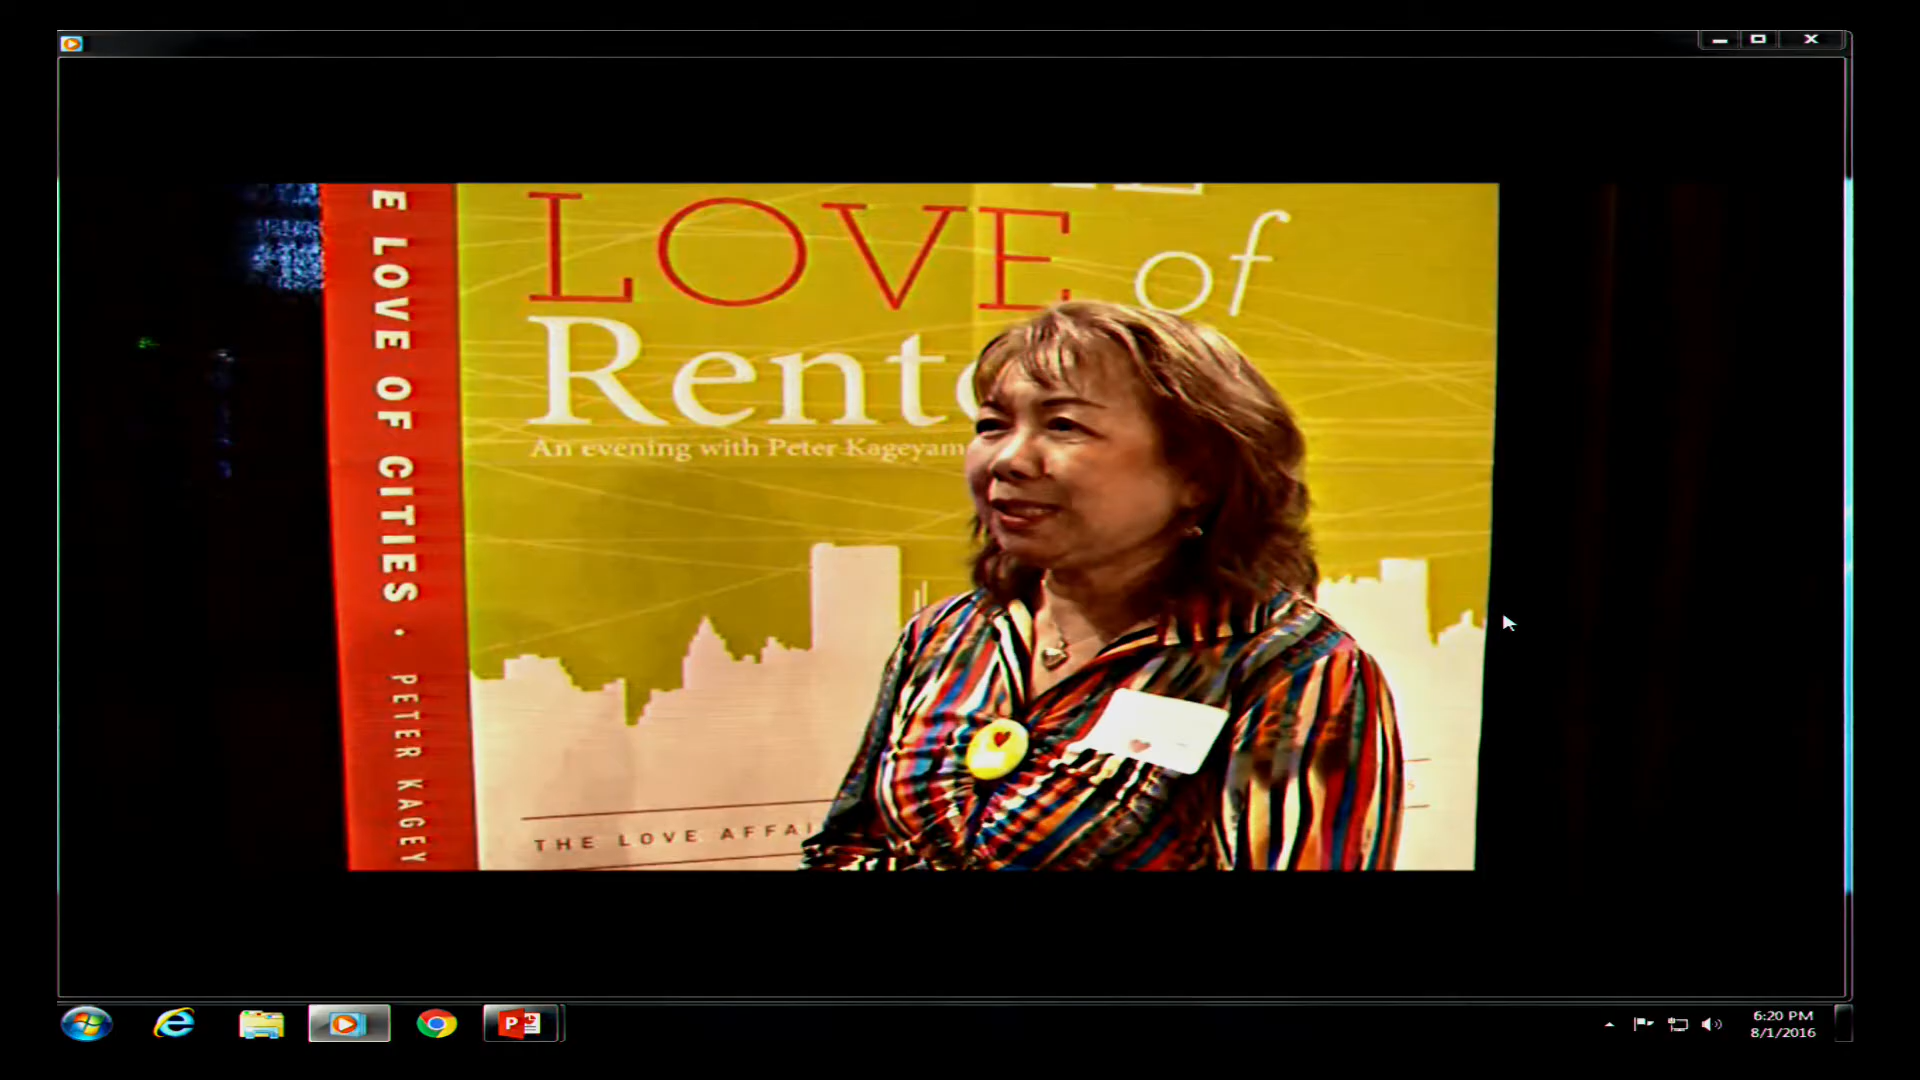 E LOVE OF CITIES • PETER KAGEY
LOVE of
Rento
An evening with Peter Kageyam
THE LOVE AFFAI
S
6:20 PM
8/1/2016